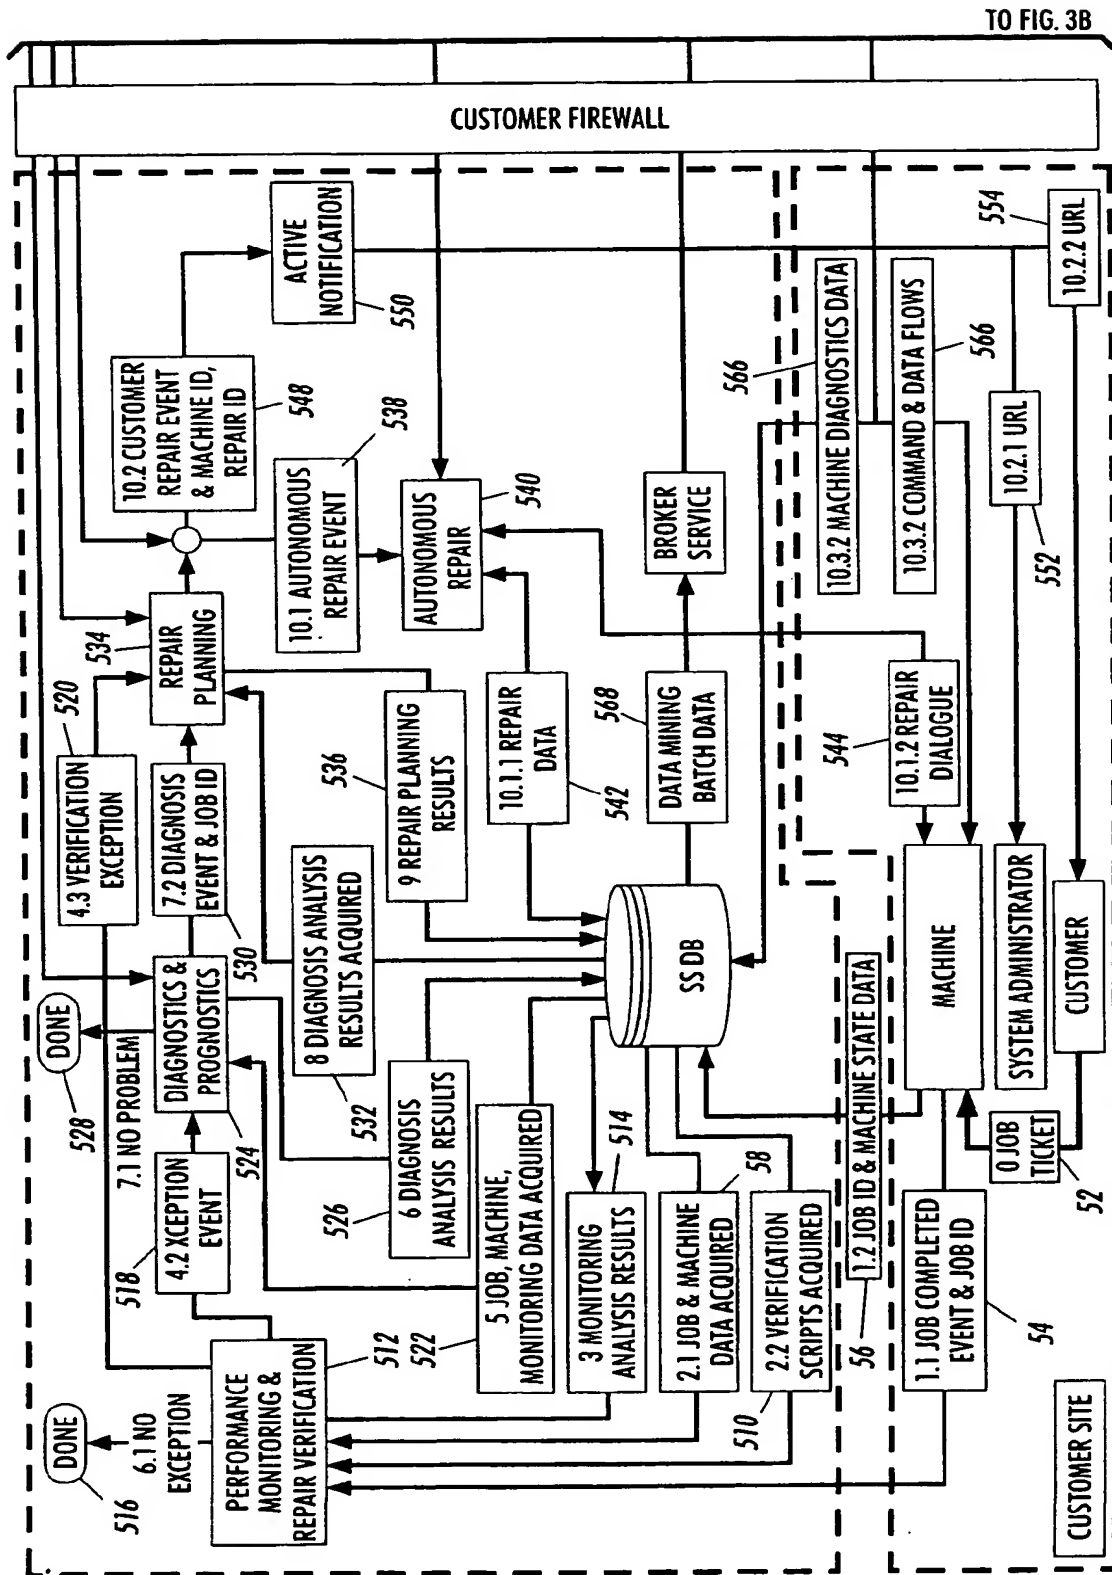 TO FIG. 3B
CUSTOMER FIREWALL
DONE
516
6.1 NO
EXCEPTION
PERFORMANCE
MONITORING &
REPAIR VERIFICATION
512
4.3 VERIFICATION
EXCEPTION
520
DONE
528
7.1 NO PROBLEM
4.2 XCEPTION
EVENT
518
DIAGNOSTICS &
PROGNOSTICS
524
7.2 DIAGNOSIS
EVENT & JOB ID
530
REPAIR
PLANNING
534
10.2 CUSTOMER
REPAIR EVENT
& MACHINE ID,
REPAIR ID
548
ACTIVE
NOTIFICATION
550
10.1 AUTONOMOUS
REPAIR EVENT
538
AUTONOMOUS
REPAIR
540
5 JOB, MACHINE,
MONITORING DATA ACQUIRED
522
6 DIAGNOSIS
ANALYSIS RESULTS
526
8 DIAGNOSIS ANALYSIS
RESULTS ACQUIRED
532
9 REPAIR PLANNING
RESULTS
536
10.1.1 REPAIR
DATA
542
3 MONITORING
ANALYSIS RESULTS
514
2.1 JOB & MACHINE
DATA ACQUIRED
58
2.2 VERIFICATION
SCRIPTS ACQUIRED
510
SS DB
DATA MINING
BATCH DATA
568
BROKER
SERVICE
1.2 JOB ID & MACHINE STATE DATA
56
10.3.2 MACHINE DIAGNOSTICS DATA
566
10.3.2 COMMAND & DATA FLOWS
566
1.1 JOB COMPLETED
EVENT & JOB ID
54
MACHINE
10.1.2 REPAIR
DIALOGUE
544
0 JOB
TICKET
52
SYSTEM ADMINISTRATOR
10.2.1 URL
552
CUSTOMER
10.2.2 URL
554
CUSTOMER SITE